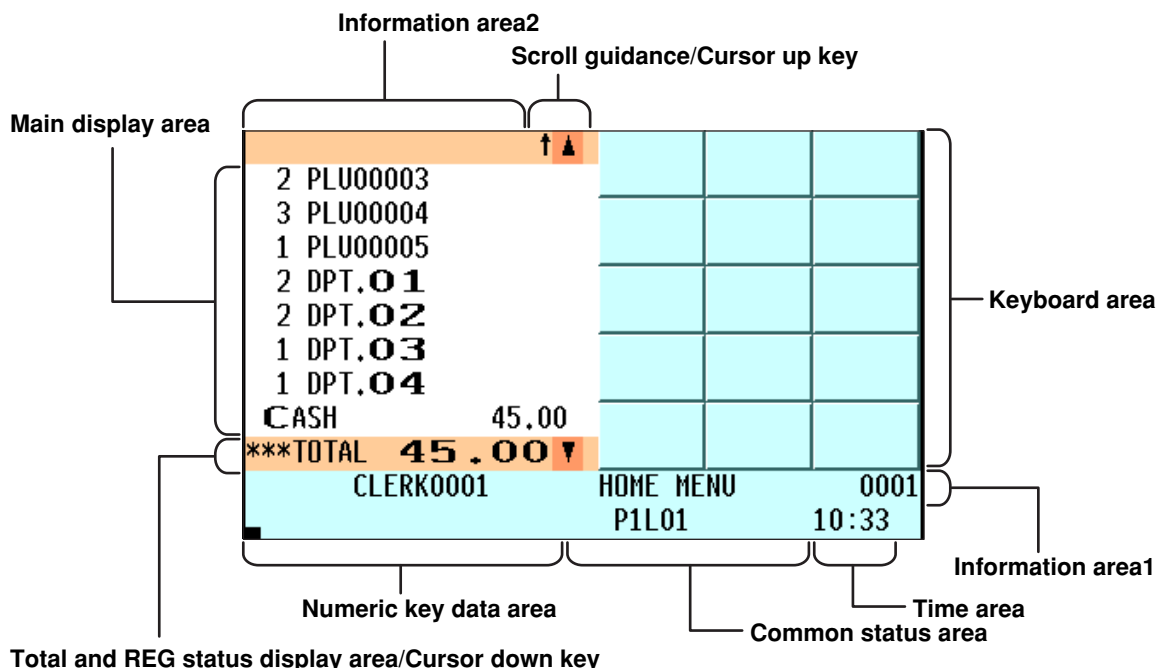 Information area2
Scroll guidance/Cursor up key
Main display area
2 PLU00003
3 PLU00004
1 PLU00005
2 DPT.01
2 DPT.02
1 DPT.03
1 DPT.04
CASH 45.00
***TOTAL 45.00
Keyboard area
CLERK0001 HOME MENU 0001
P1L01 10:33
Information area1
Numeric key data area
Time area
Common status area
Total and REG status display area/Cursor down key